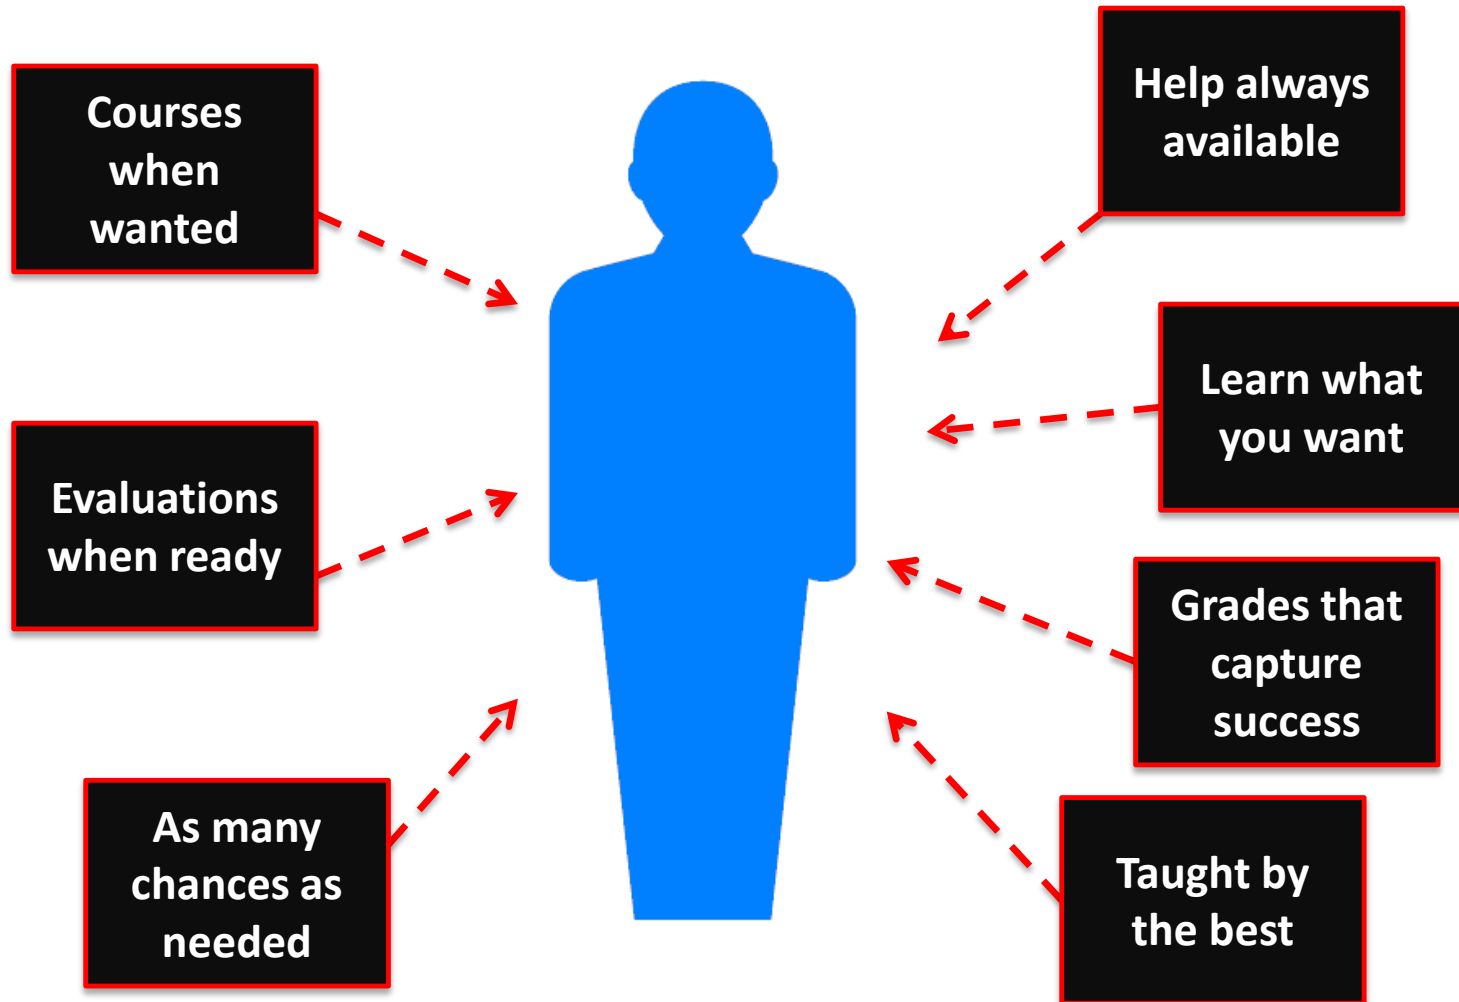 Courses
when
wanted
Evaluations
when ready
As many
chances as
needed
Help always
available
Learn what
you want
Grades that
capture
success
Taught by
the best